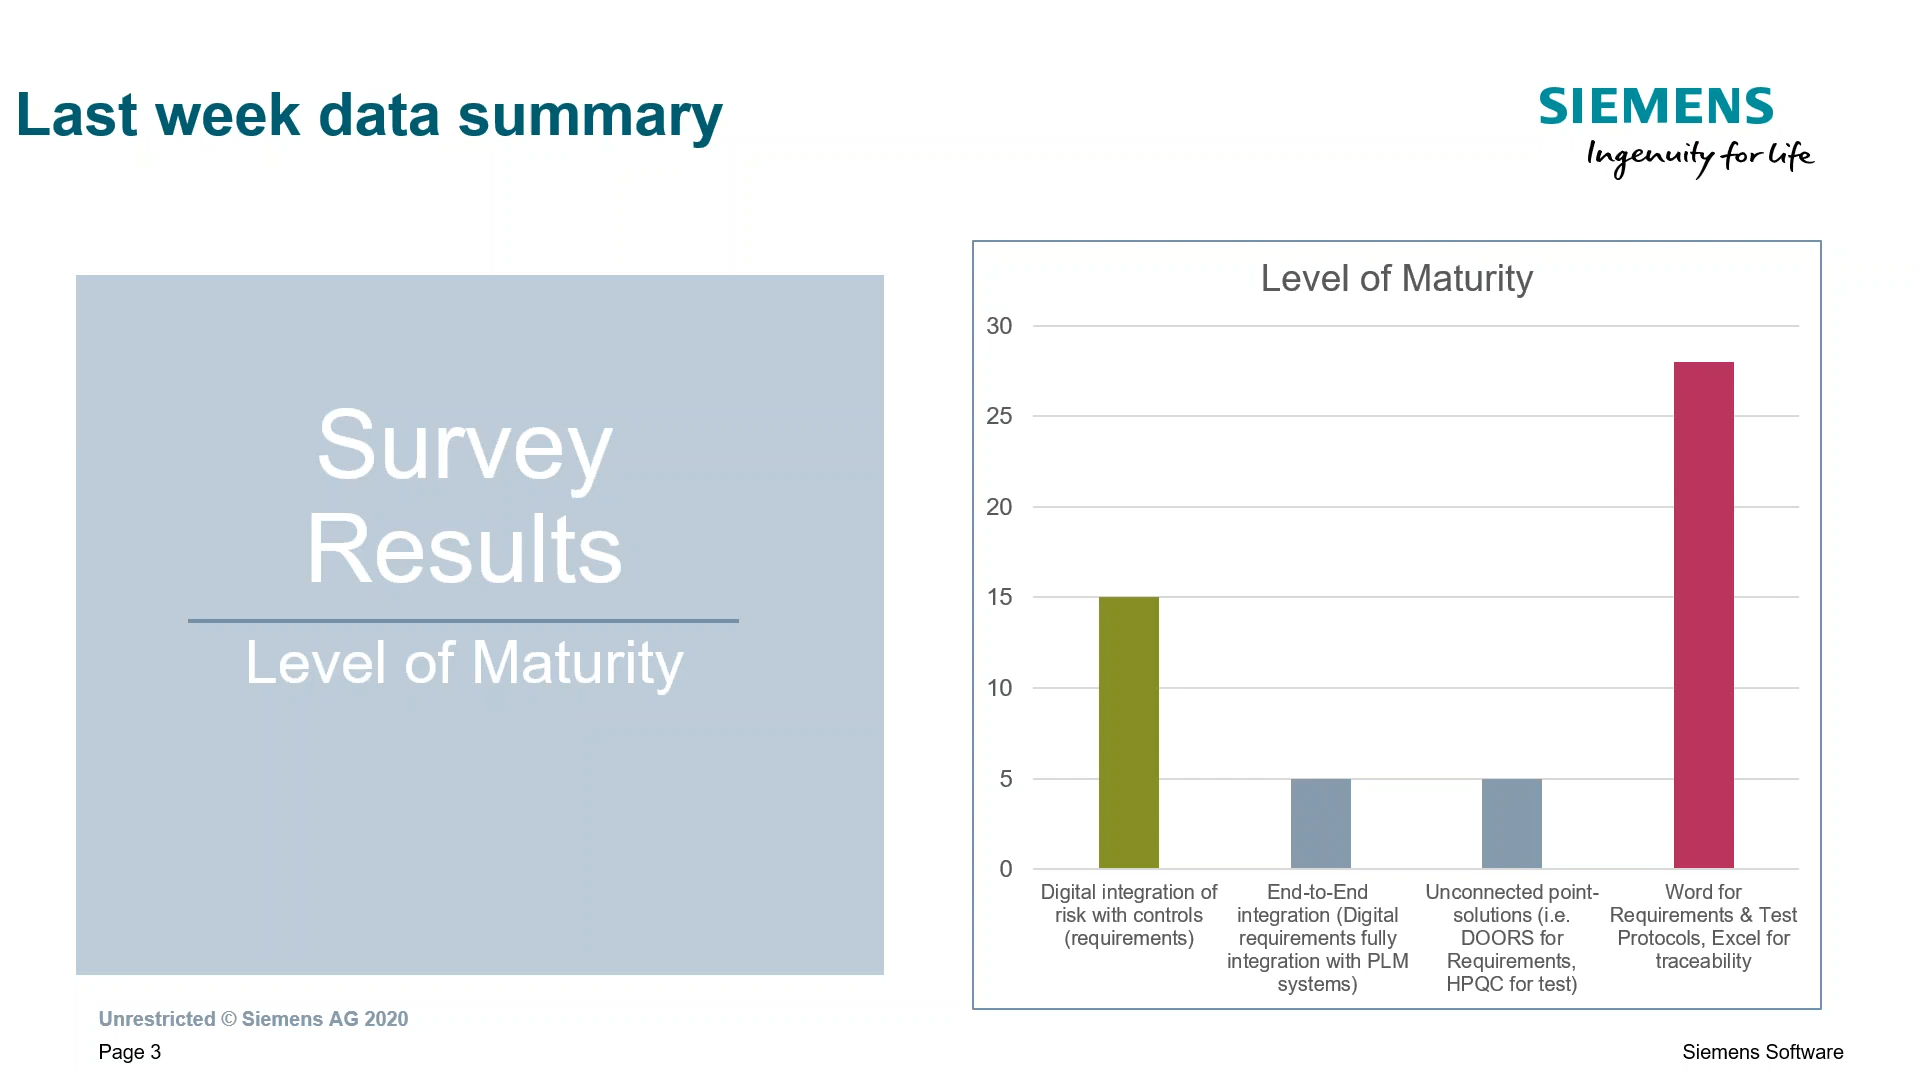 Last week data summary
SIEMENS
Ingenuity for life
Survey
Results
Level of Maturity
Level of Maturity
30
25
20
15
10
5
0
Digital integration of
risk with controls
(requirements)
End-to-End
integration (Digital
requirements fully
integration with PLM
systems)
Unconnected point-
solutions (i.e.
DOORS for
Requirements,
HPQC for test)
Word for
Requirements & Test
Protocols, Excel for
traceability
Unrestricted © Siemens AG 2020
Page 3
Siemens Software